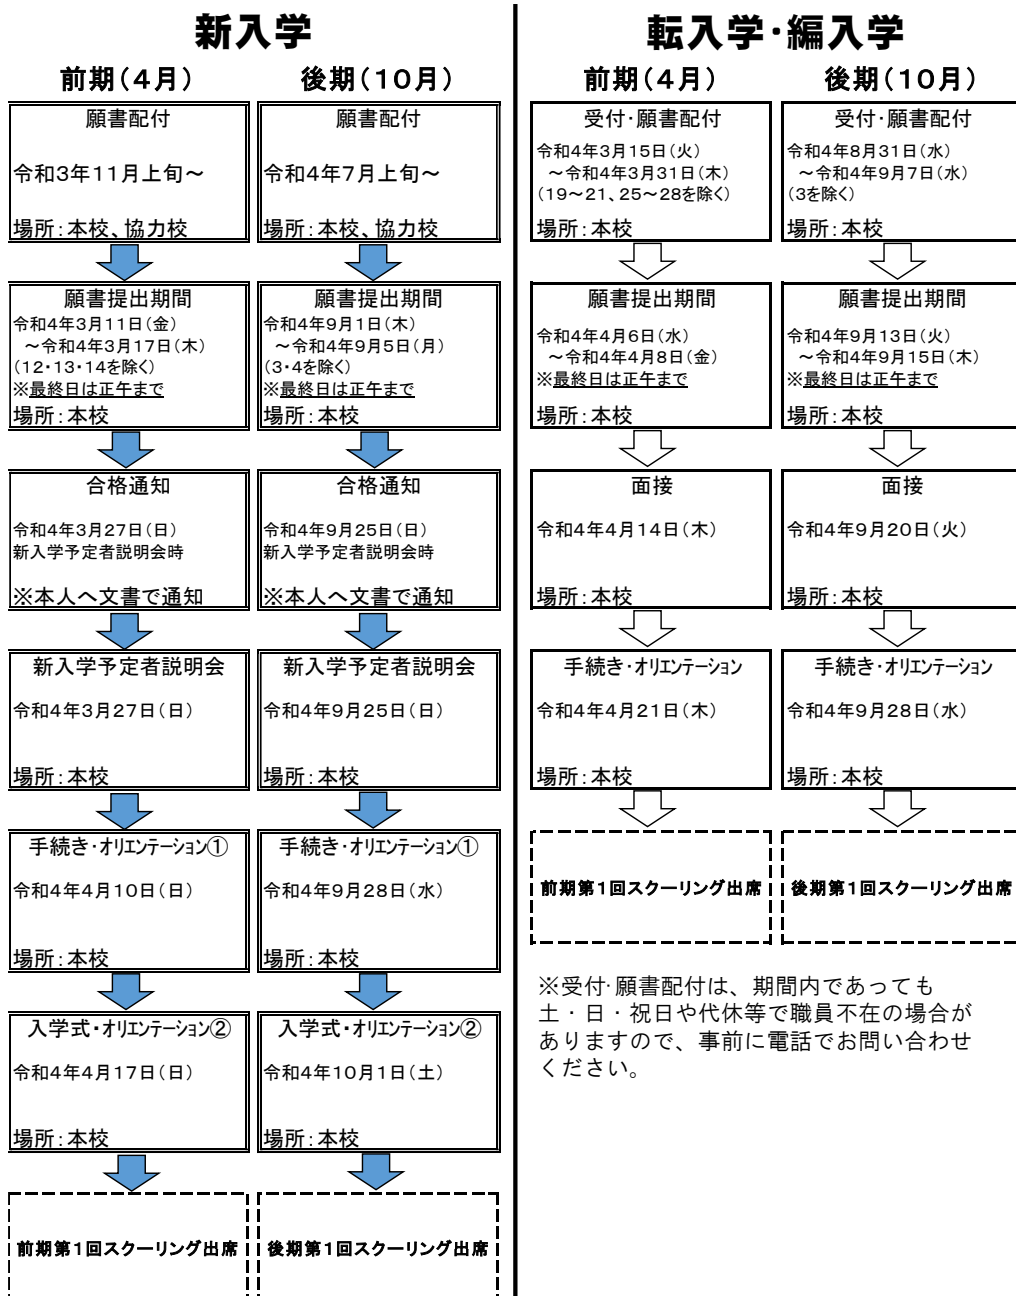 新入学
前期(4月)
願書配付
令和3年11月上旬～
場所:本校、協力校
願書提出期間
令和4年3月11日(金)
～令和4年3月17日(木)
(12・13・14を除く)
※最終日は正午まで
場所:本校
合格通知
令和4年3月27日(日)
新入学予定者説明会時
※本人へ文書で通知
新入学予定者説明会
令和4年3月27日(日)
場所:本校
手続き・オリエンテーション①
令和4年4月10日(日)
場所:本校
入学式・オリエンテーション②
令和4年4月17日(日)
場所:本校
前期第1回スクーリング出席
後期(10月)
願書配付
令和4年7月上旬～
場所:本校、協力校
願書提出期間
令和4年9月1日(木)
～令和4年9月5日(月)
(3・4を除く)
※最終日は正午まで
場所:本校
合格通知
令和4年9月25日(日)
新入学予定者説明会時
※本人へ文書で通知
新入学予定者説明会
令和4年9月25日(日)
場所:本校
手続き・オリエンテーション①
令和4年9月28日(水)
場所:本校
入学式・オリエンテーション②
令和4年10月1日(土)
場所:本校
後期第1回スクーリング出席
転入学・編入学
前期(4月)
受付・願書配付
令和4年3月15日(火)
～令和4年3月31日(木)
(19～21、25～28を除く)
場所:本校
願書提出期間
令和4年4月6日(水)
～令和4年4月8日(金)
※最終日は正午まで
場所:本校
面接
令和4年4月14日(木)
場所:本校
手続き・オリエンテーション
令和4年4月21日(木)
場所:本校
前期第1回スクーリング出席
後期(10月)
受付・願書配付
令和4年8月31日(水)
～令和4年9月7日(水)
(3を除く)
場所:本校
願書提出期間
令和4年9月13日(火)
～令和4年9月15日(木)
※最終日は正午まで
場所:本校
面接
令和4年9月20日(火)
場所:本校
手続き・オリエンテーション
令和4年9月28日(水)
場所:本校
後期第1回スクーリング出席
※受付・願書配付は、期間内であっても
土・日・祝日や代休等で職員不在の場合が
ありますので、事前に電話でお問い合わせ
ください。